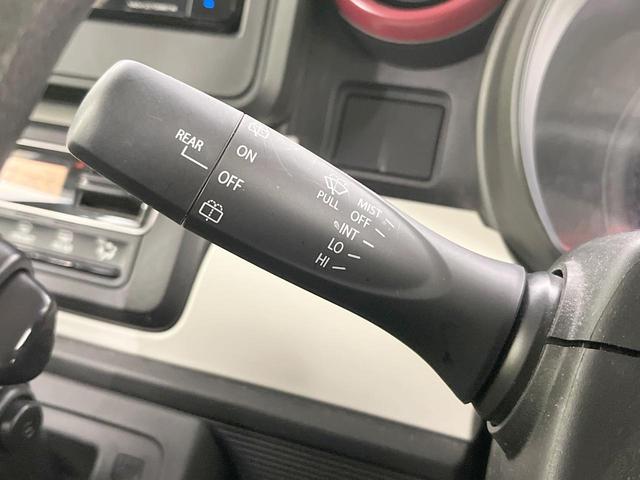 REAR
ON
OFF
PULL
MIST
OFF
INT
LO
HI